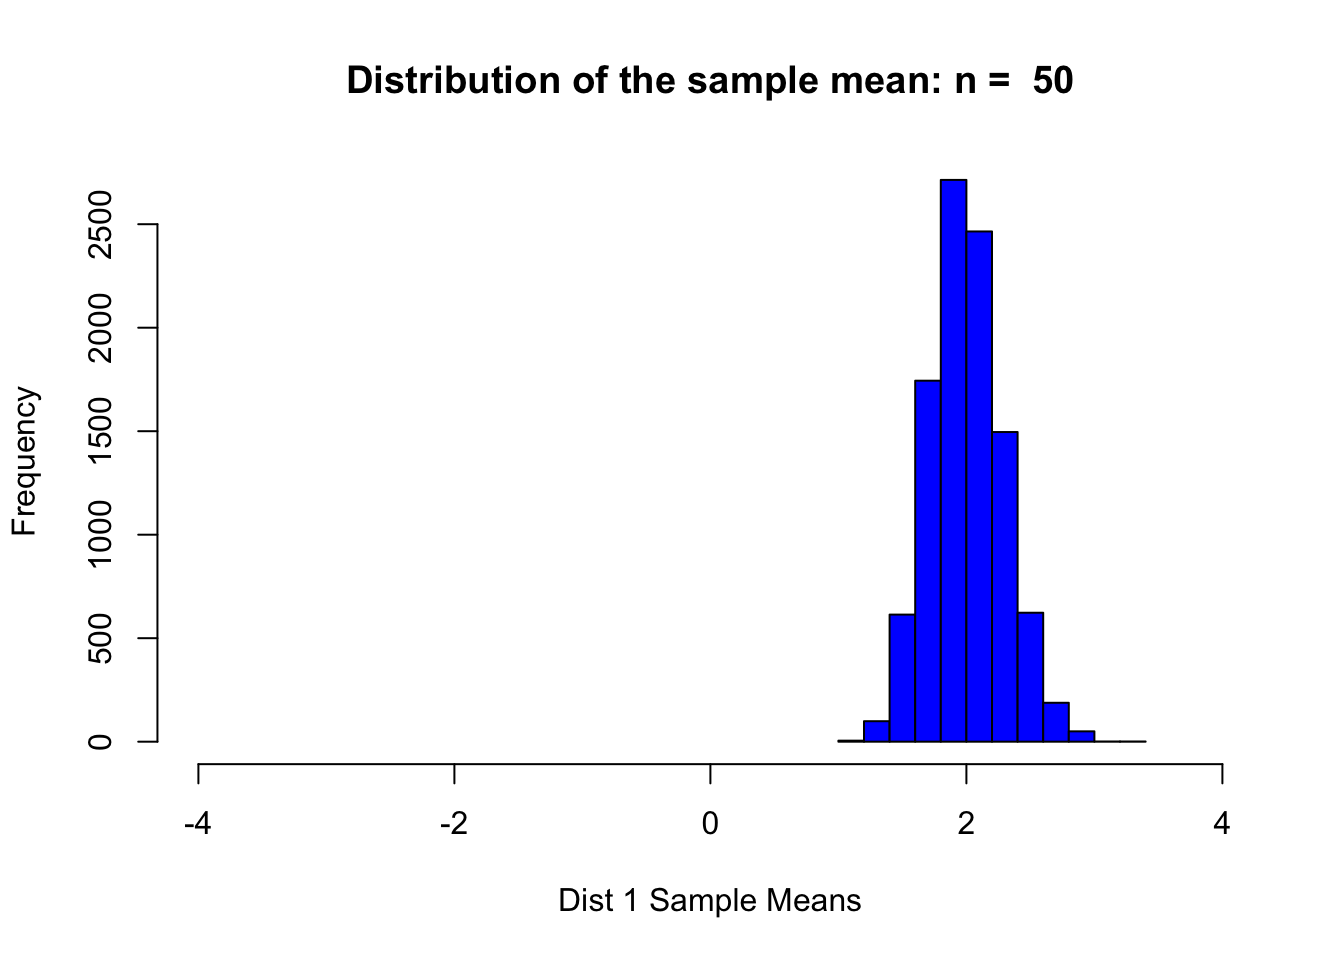 Distribution of the sample mean: n =  50
Frequency
2500
2000
1500
1000
500
0
-4 -2 0 2 4
Dist 1 Sample Means